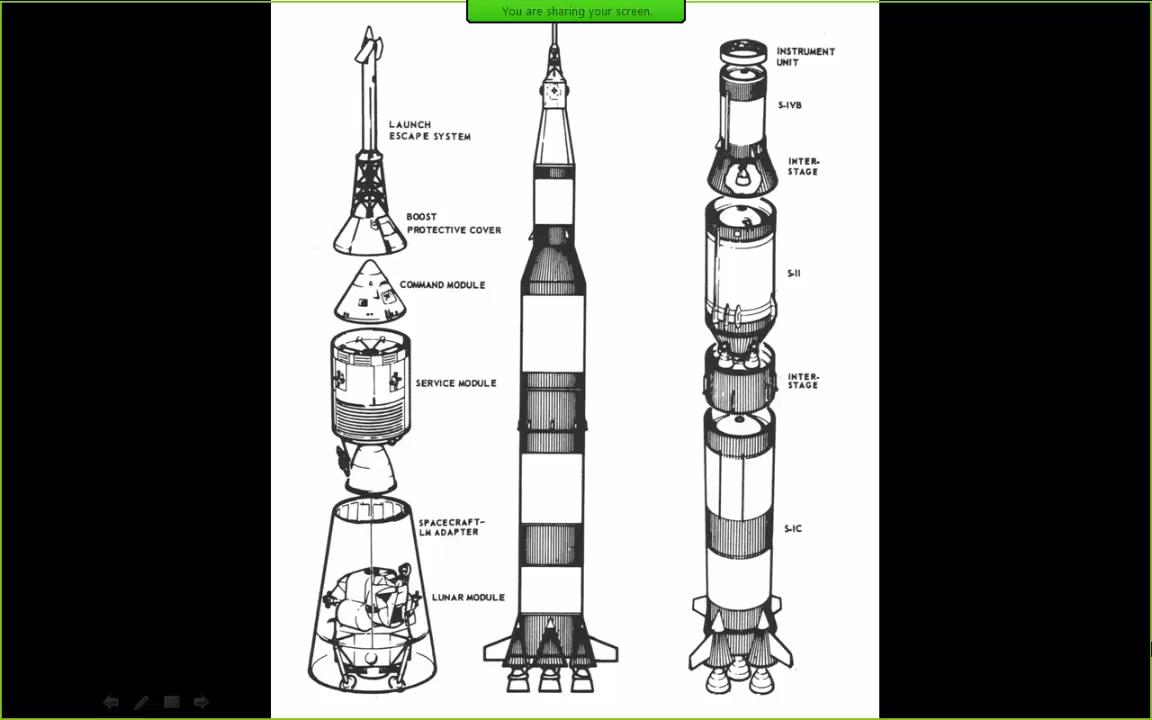 You are sharing your screen.
LAUNCH
ESCAPE SYSTEM
BOOST
PROTECTIVE COVER
COMMAND MODULE
SERVICE MODULE
SPACECRAFT-
LM ADAPTER
LUNAR MODULE
INSTRUMENT
UNIT
S-IVB
INTER-
STAGE
S-II
INTER-
STAGE
S-IC